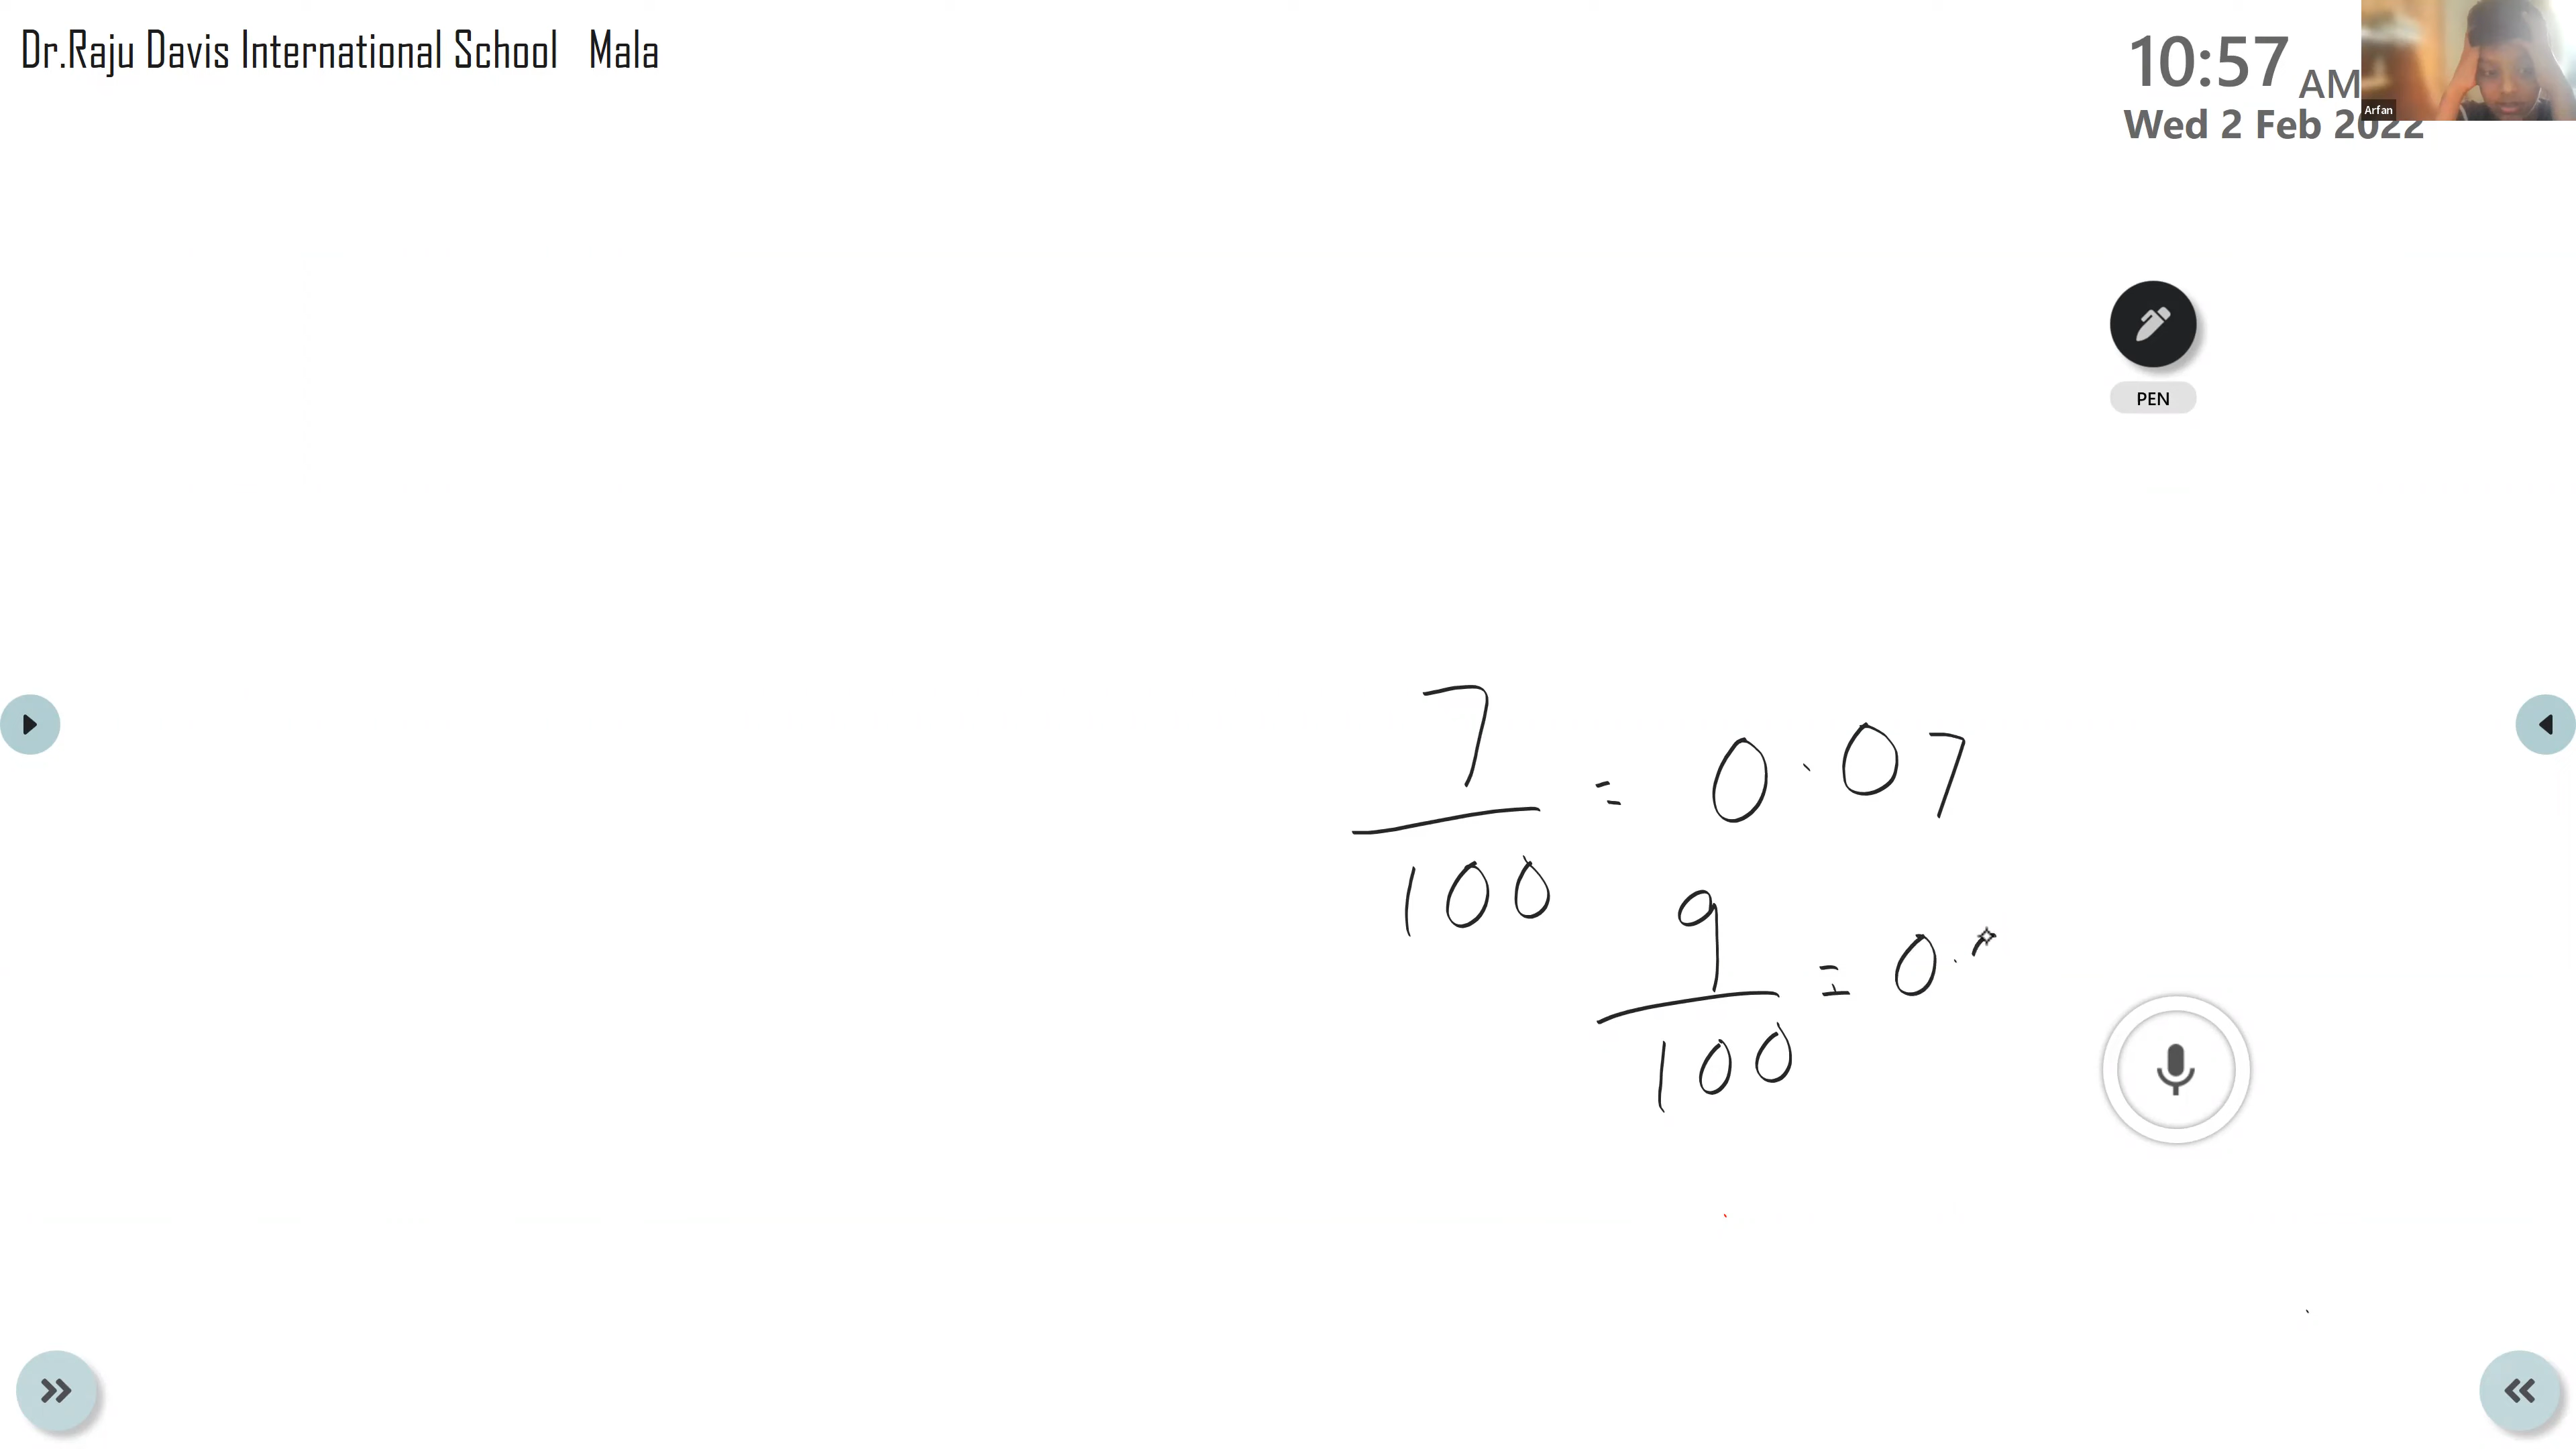 Dr.Raju Davis International School Mala
10:57 AM
Wed 2 Feb 2022
Arfan
PEN
7/100 = 0.07
9/100 = 0.